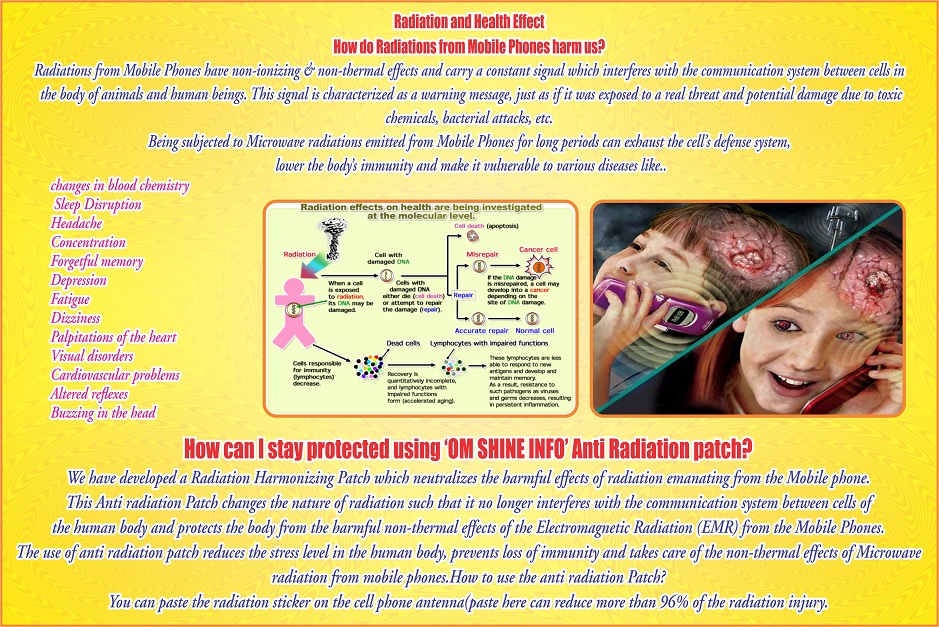 Radiation and Health Effect
How do Radiations from Mobile Phones harm us?
Radiations from Mobile Phones have non-ionizing & non-thermal effects and carry a constant signal which interferes with the communication system between cells in
the body of animals and human beings. This signal is characterized as a warning message, just as if it was exposed to a real threat and potential damage due to toxic
chemicals, bacterial attacks, etc.
Being subjected to Microwave radiations emitted from Mobile Phones for long periods can exhaust the cell's defense system,
lower the body's immunity and make it vulnerable to various diseases like..
changes in blood chemistry
Sleep Disruption
Headache
Concentration
Forgetful memory
Depression
Fatigue
Dizziness
Palpitations of the heart
Visual disorders
Cardiovascular problems
Altered reflexes
Buzzing in the head
Radiation effects on health are being investigated
at the molecular level.
Radiation
When a cell
is exposed
to radiation,
its DNA may be
damaged.
Cell with
damaged DNA
Cells with
damaged DNA
either die (cell death)
or attempt to repair
the damage (repair).
Cell death (apoptosis)
Misrepair
Cancer cell
If the DNA damage
is misrepaired, a cell may
develop into a cancer
depending on the
site of DNA damage.
Repair
Accurate repair
Normal cell
Cells responsible
for immunity
(lymphocytes)
decrease.
Dead cells
Recovery is
quantitatively incomplete,
and lymphocytes with
impaired functions
form (accelerated aging).
Lymphocytes with impaired functions
These lymphocytes are less
able to respond to new
antigens and develop and
maintain memory.
As a result, resistance to
such pathogens as viruses
and germs decreases, resulting
in persistent inflammation.
How can I stay protected using 'OM SHINE INFO' Anti Radiation patch?
We have developed a Radiation Harmonizing Patch which neutralizes the harmful effects of radiation emanating from the Mobile phone.
This Anti radiation Patch changes the nature of radiation such that it no longer interferes with the communication system between cells of
the human body and protects the body from the harmful non-thermal effects of the Electromagnetic Radiation (EMR) from the Mobile Phones.
The use of anti radiation patch reduces the stress level in the human body, prevents loss of immunity and takes care of the non-thermal effects of Microwave
radiation from mobile phones.How to use the anti radiation Patch?
You can paste the radiation sticker on the cell phone antenna(paste here can reduce more than 96% of the radiation injury.